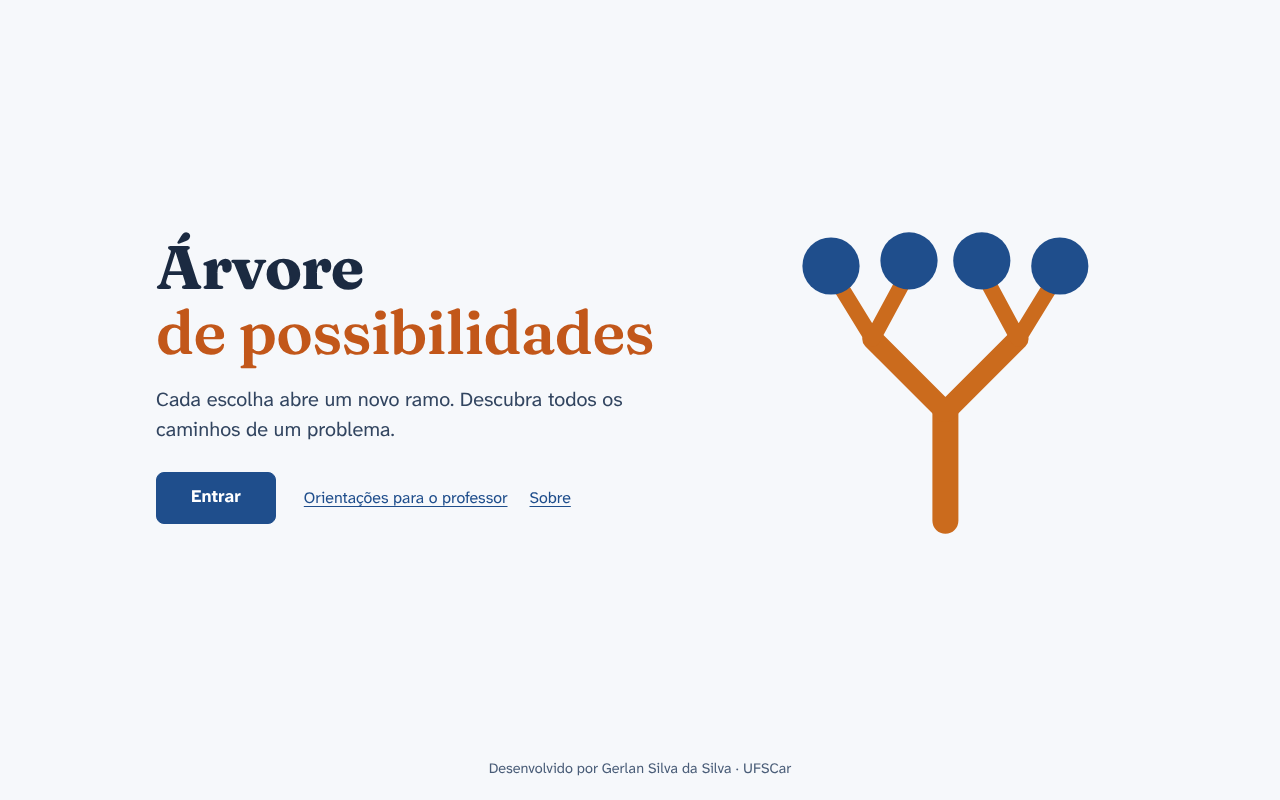 Árvore
de possibilidades
Cada escolha abre um novo ramo. Descubra todos os
caminhos de um problema.
Entrar
Orientações para o professor
Sobre
Desenvolvido por Gerlan Silva da Silva · UFSCar